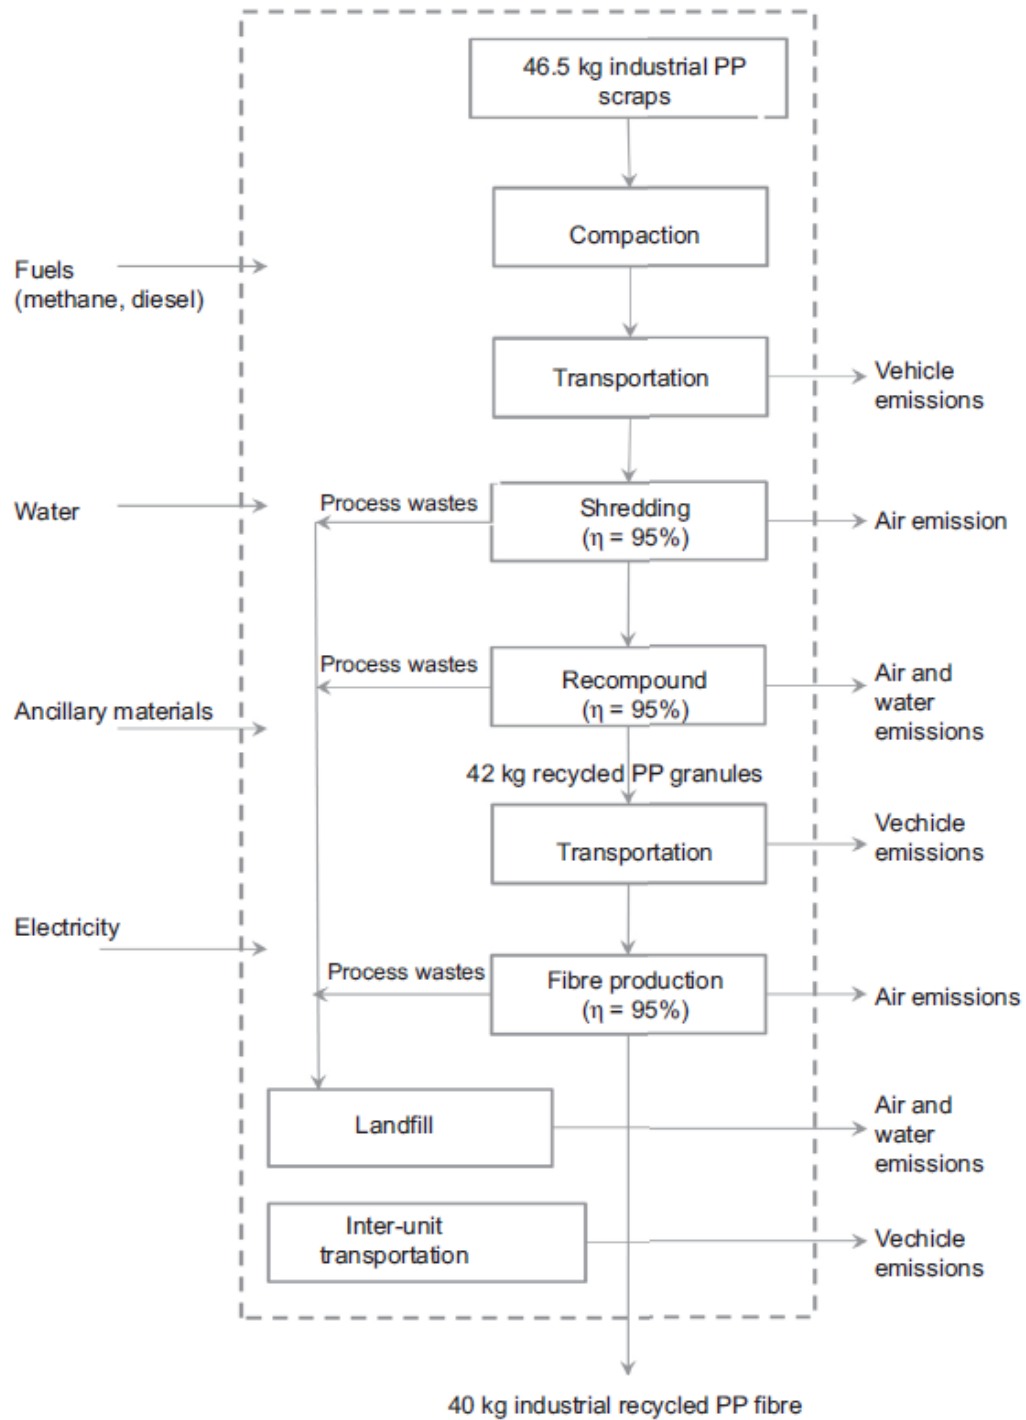 46.5 kg industrial PP
scraps
Compaction
Fuels
(methane, diesel)
Transportation
Vehicle
emissions
Water
Process wastes
Shredding
(η = 95%)
Air emission
Process wastes
Recompound
(η = 95%)
Air and
water
emissions
Ancillary materials
42 kg recycled PP granules
Transportation
Vechicle
emissions
Electricity
Process wastes
Fibre production
(η = 95%)
Air emissions
Landfill
Air and
water
emissions
Inter-unit
transportation
Vechicle
emissions
40 kg industrial recycled PP fibre